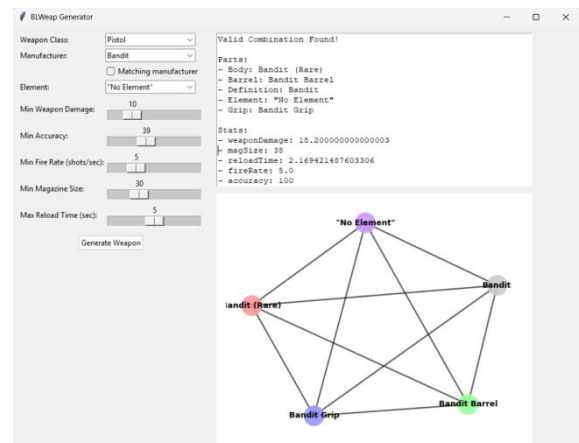 BLWeap Generator
Weapon Class:
Pistol
Manufacturer:
Bandit
Matching manufacturer
Element:
"No Element"
Min Weapon Damage:
10
Min Accuracy:
39
Min Fire Rate (shots/sec):
5
Min Magazine Size:
30
Max Reload Time (sec):
5
Generate Weapon
Valid Combination Found!
Parts:
- Body: Bandit (Rare)
- Barrel: Bandit Barrel
- Definition: Bandit
- Element: "No Element"
- Grip: Bandit Grip
Stats:
- weaponDamage: 18.200000000000003
- magSize: 38
- reloadTime: 2.169421487603306
- fireRate: 5.0
- accuracy: 100
"No Element"
Bandit
andit (Rare)
Bandit Barrel
Bandit Grip